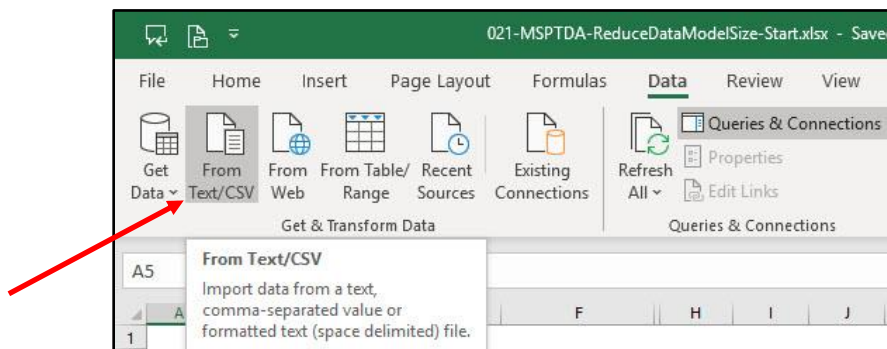 021-MSPTDA-ReduceDataModelSize-Start.xlsx - Save
File Home Insert Page Layout Formulas Data Review View
Get Data
From Text/CSV
From Web
From Table/ Range
Recent Sources
Existing Connections
Refresh All
Queries & Connections
Properties
Edit Links
Get & Transform Data
Queries & Connections
A5
From Text/CSV
Import data from a text,
comma-separated value or
formatted text (space delimited) file.
A F H I J
1